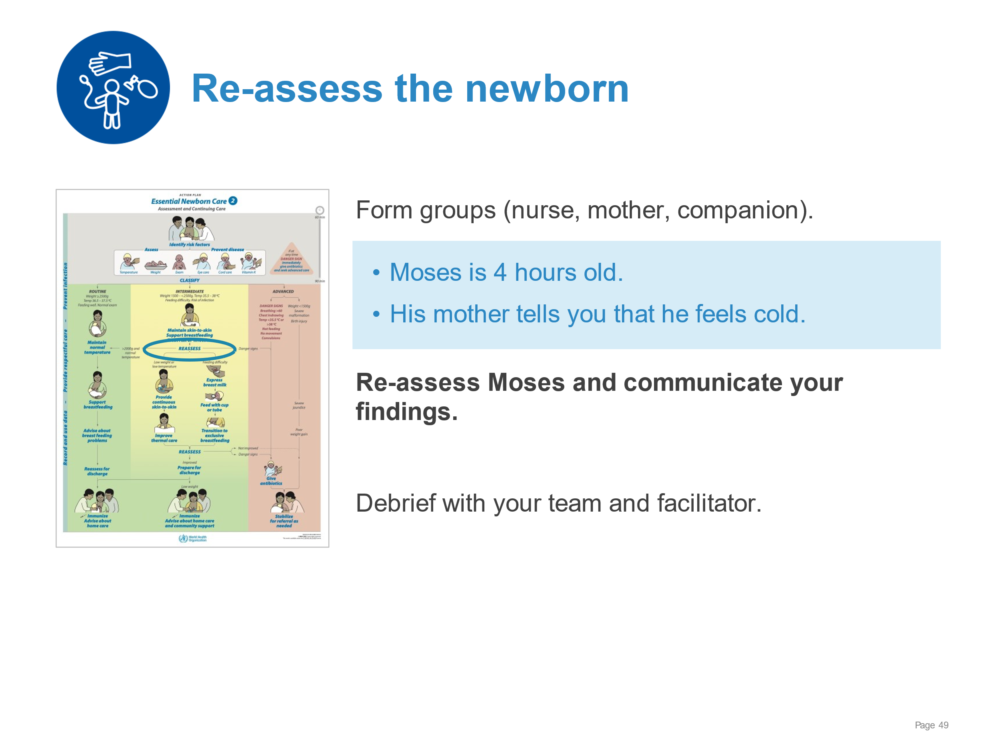 Re-assess the newborn
ACTION PLAN
Essential Newborn Care 2
Assessment and Continuing Care
60 min
Identify risk factors
Assess
Prevent disease
Temperature
Weight
Exam
Eye care
Cord care
Vitamin K
If at
any time
DANGER SIGN
immediately
give antibiotics
and seek advanced care
CLASSIFY
90 min
Prevent infection
Provide respectful care
Record and use data
ROUTINE
Weight ≥2500g
Temp 36.5 – 37.5 ºC
Feeding well, Normal exam
Maintain
normal
temperature
Support
breastfeeding
Advise about
breast feeding
problems
Reassess for
discharge
Immunize
Advise about
home care
INTERMEDIATE
Weight 1500 – <2500g, Temp 35.5 – 38 ºC
Feeding difficulty, Risk of infection
Maintain skin-to-skin
Support breastfeeding
REASSESS
>2000g and
normal
temperature
Danger signs
Low weight or
low temperature
Provide
continuous
skin-to-skin
Improve
thermal care
Feeding difficulty
Express
breast milk
Feed with cup
or tube
Transition to
exclusive
breastfeeding
REASSESS
Not improved
Danger signs
Improved
Prepare for
discharge
Low weight
Immunize
Advise about home care
and community support
ADVANCED
DANGER SIGNS
Breathing >60
Chest indrawing
Temp <35.5 ºC or
>38 ºC
Not feeding
No movement
Convulsions
Weight <1500g
Severe
malformation
Birth injury
Severe
jaundice
Poor
weight gain
Give
antibiotics
Stabilize
for referral as
needed
World Health
Organization
Form groups (nurse, mother, companion).
• Moses is 4 hours old.
• His mother tells you that he feels cold.
Re-assess Moses and communicate your
findings.
Debrief with your team and facilitator.
Page 49